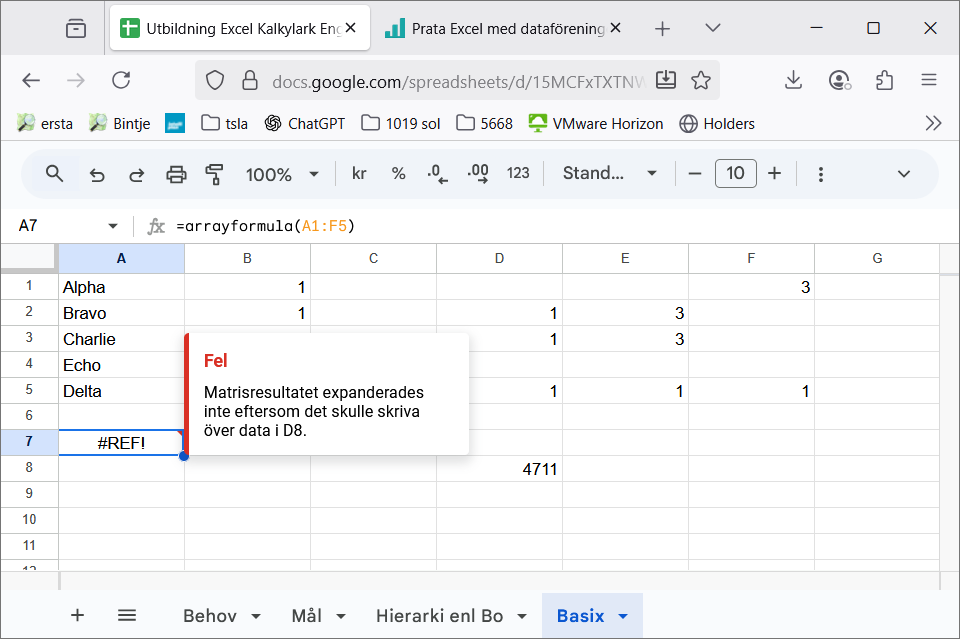 Utbildning Excel Kalkylark Eng
Prata Excel med dataförening
docs.google.com/spreadsheets/d/15MCFxTXTNW
ersta Bintje tsla ChatGPT 1019 sol 5668 VMware Horizon Holders
100% kr % .0 .00 123 Stand... 10
A7 fx =arrayformula(A1:F5)
A B C D E F G
1 Alpha 1 3
2 Bravo 1 1 3
3 Charlie 1 3
4 Echo
5 Delta 1 1 1
6
Fel
Matrisresultatet expanderades
inte eftersom det skulle skriva
över data i D8.
7 #REF!
8 4711
9
10
11
12
Behov Mål Hierarki enl Bo Basix